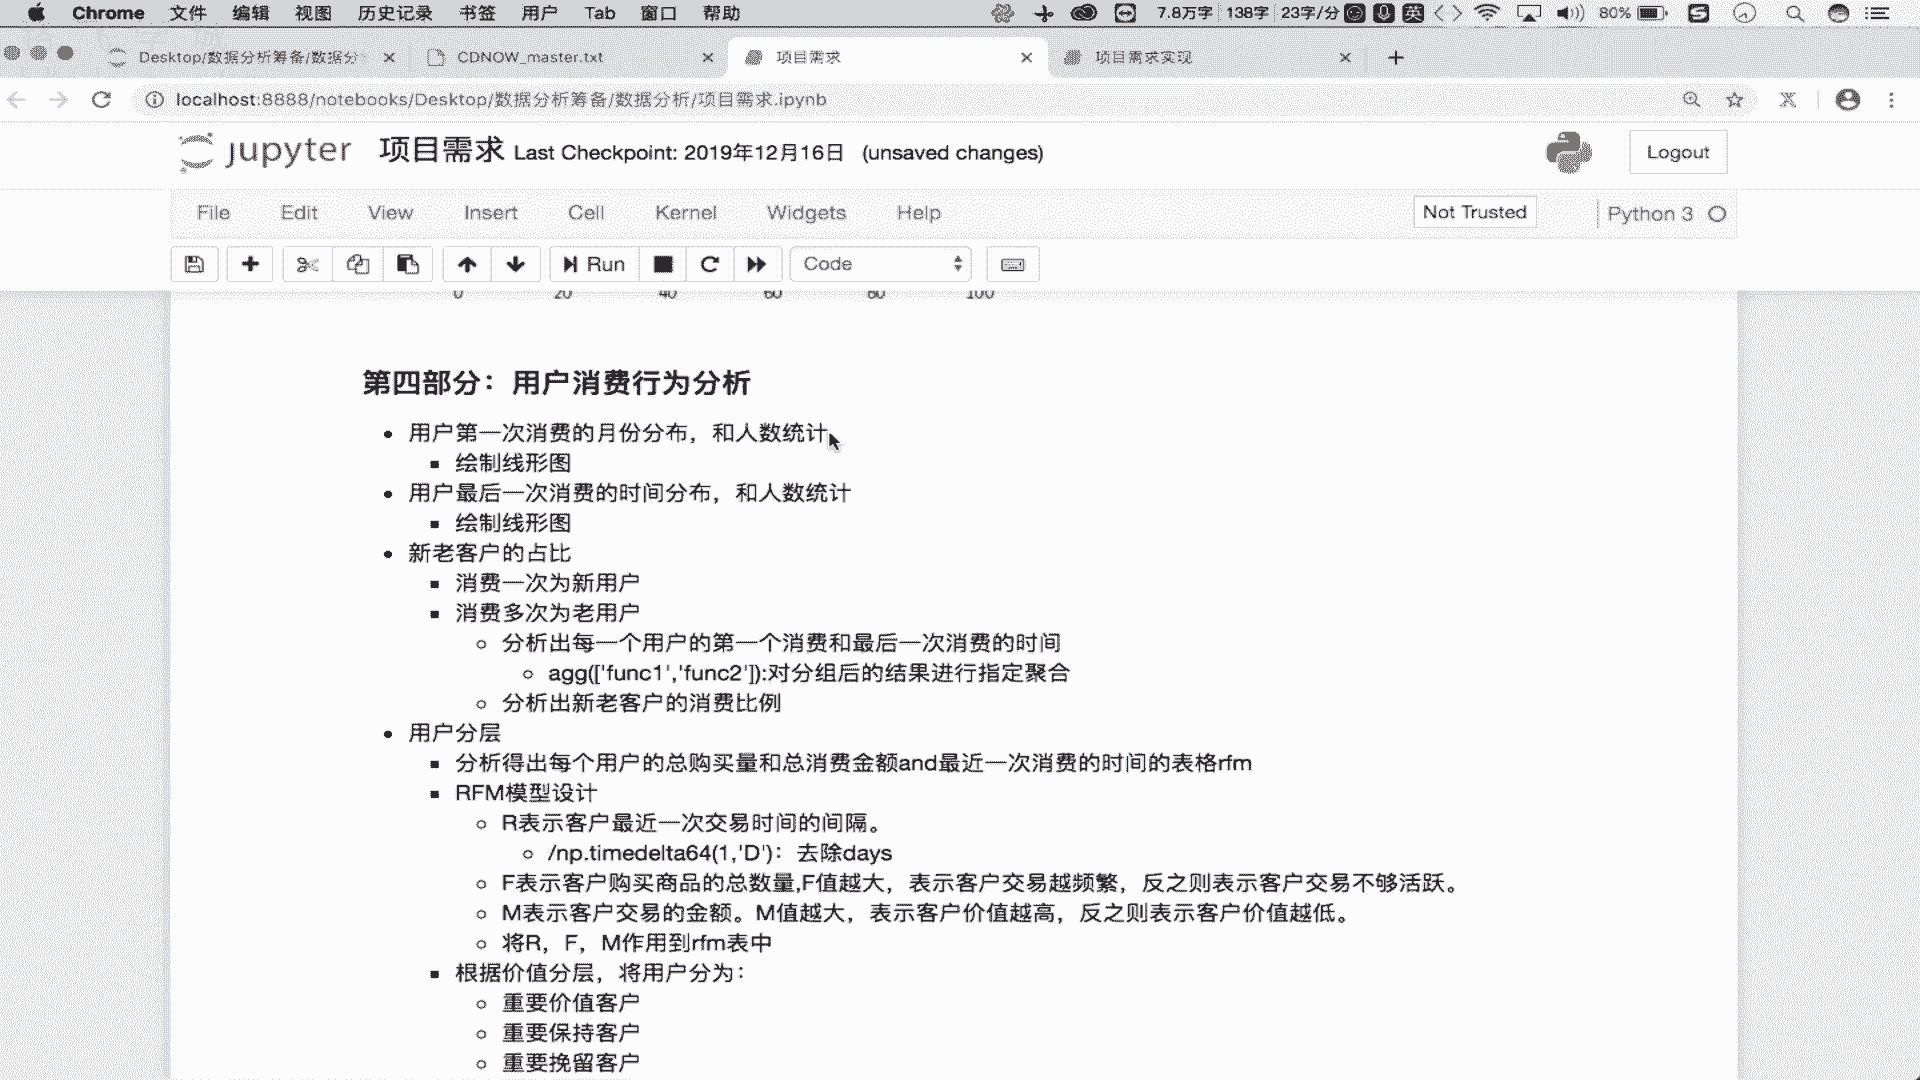 Chrome 文件 编辑 视图 历史记录 书签 用户 Tab 窗口 帮助 7.8万字 138字 23字/分 英 80%
Desktop/数据分析筹备/数据分 CDNOW_master.txt 项目需求 项目需求实现
localhost:8888/notebooks/Desktop/数据分析筹备/数据分析/项目需求.ipynb
jupyter 项目需求 Last Checkpoint: 2019年12月16日 (unsaved changes) Logout
File Edit View Insert Cell Kernel Widgets Help Not Trusted Python 3
Run Code
0 20 40 60 80 100
第四部分：用户消费行为分析
用户第一次消费的月份分布，和人数统计
绘制线形图
用户最后一次消费的时间分布，和人数统计
绘制线形图
新老客户的占比
消费一次为新用户
消费多次为老用户
分析出每一个用户的第一个消费和最后一次消费的时间
agg(['func1','func2']):对分组后的结果进行指定聚合
分析出新老客户的消费比例
用户分层
分析得出每个用户的总购买量和总消费金额and最近一次消费的时间的表格rfm
RFM模型设计
R表示客户最近一次交易时间的间隔。
/np.timedelta64(1,'D')：去除days
F表示客户购买商品的总数量,F值越大，表示客户交易越频繁，反之则表示客户交易不够活跃。
M表示客户交易的金额。M值越大，表示客户价值越高，反之则表示客户价值越低。
将R，F，M作用到rfm表中
根据价值分层，将用户分为：
重要价值客户
重要保持客户
重要挽留客户